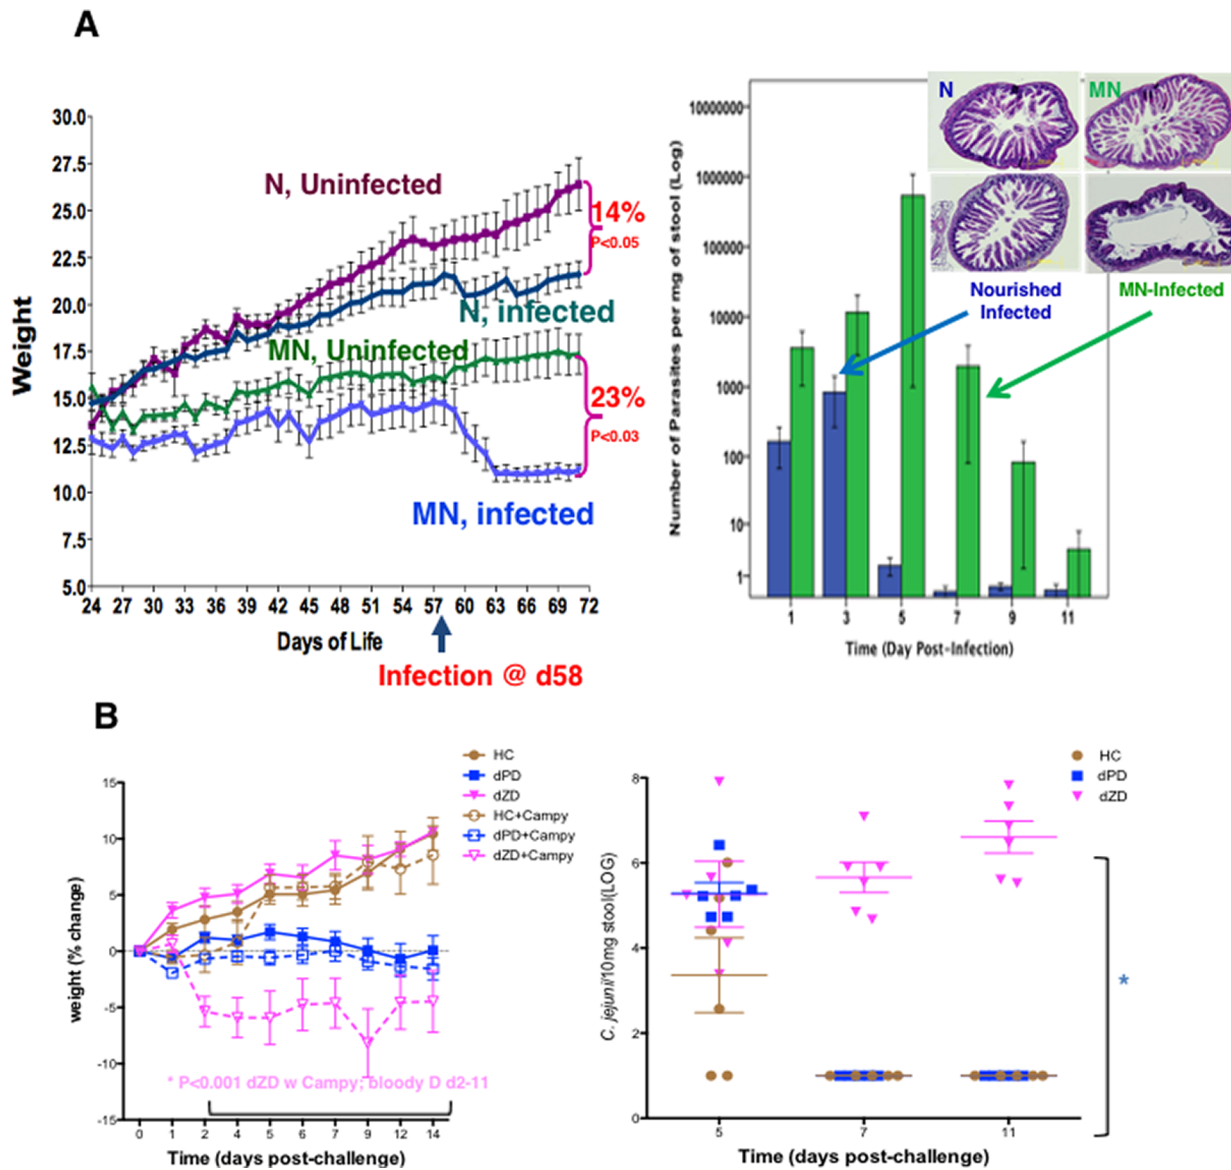 A
Weight
30.0
27.5
25.0
22.5
20.0
17.5
15.0
12.5
10.0
7.5
5.0
N, Uninfected
14%
P<0.05
N, infected
MN, Uninfected
23%
P<0.03
MN, infected
24 27 30 33 36 39 42 45 48 51 54 57 60 63 66 69 72
Days of Life
Infection @ d58
Number of Parasites per mg of stool (Log)
10000000
1000000
100000
10000
1000
100
10
1
N
MN
Nourished
Infected
MN-Infected
1 3 5 7 9 11
Time (Day Post-Infection)
B
HC
dPD
dZD
HC+Campy
dPD+Campy
dZD+Campy
weight (% change)
15
10
5
0
-5
-10
-15
* P<0.001 dZD w Campy; bloody D d2-11
0 1 2 4 5 6 7 9 12 14
Time (days post-challenge)
HC
dPD
dZD
C. jejuni/10mg stool(LOG)
8
6
4
2
0
*
5 7 11
Time (days post-challenge)